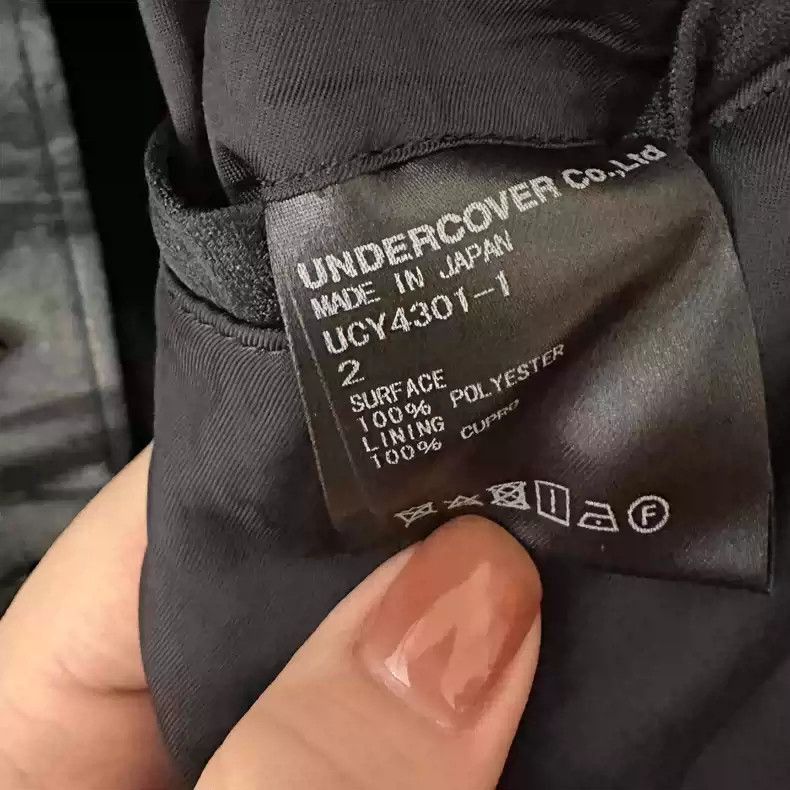 UNDERCOVER Co.,Ltd
MADE IN JAPAN
UCY4301-1
2
SURFACE
100% POLYESTER
LINING
100% CUPRO
F